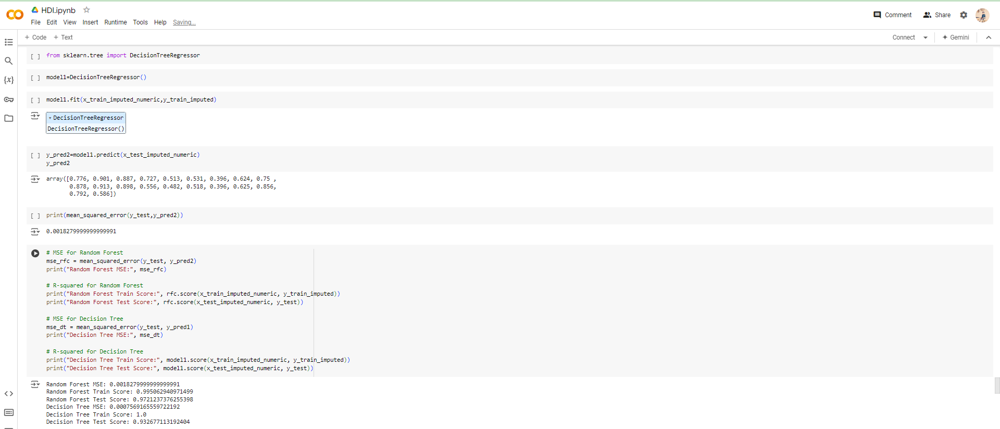 CO HDI.ipynb
File Edit View Insert Runtime Tools Help Saving...
Comment Share
+ Code + Text
Connect Gemini
[ ] from sklearn.tree import DecisionTreeRegressor
[ ] model1=DecisionTreeRegressor()
[ ] model1.fit(x_train_imputed_numeric,y_train_imputed)
DecisionTreeRegressor
DecisionTreeRegressor()
[ ] y_pred2=model1.predict(x_test_imputed_numeric)
y_pred2
array([0.776, 0.901, 0.887, 0.727, 0.513, 0.531, 0.396, 0.624, 0.75 ,
0.878, 0.913, 0.898, 0.556, 0.482, 0.518, 0.396, 0.625, 0.856,
0.792, 0.586])
[ ] print(mean_squared_error(y_test,y_pred2))
0.0018279999999999991
# MSE for Random Forest
mse_rfc = mean_squared_error(y_test, y_pred2)
print("Random Forest MSE:", mse_rfc)
# R-squared for Random Forest
print("Random Forest Train Score:", rfc.score(x_train_imputed_numeric, y_train_imputed))
print("Random Forest Test Score:", rfc.score(x_test_imputed_numeric, y_test))
# MSE for Decision Tree
mse_dt = mean_squared_error(y_test, y_pred1)
print("Decision Tree MSE:", mse_dt)
# R-squared for Decision Tree
print("Decision Tree Train Score:", model1.score(x_train_imputed_numeric, y_train_imputed))
print("Decision Tree Test Score:", model1.score(x_test_imputed_numeric, y_test))
Random Forest MSE: 0.0018279999999999991
Random Forest Train Score: 0.995062940971499
Random Forest Test Score: 0.9721237376255398
Decision Tree MSE: 0.0007569165559722192
Decision Tree Train Score: 1.0
Decision Tree Test Score: 0.932677113192404